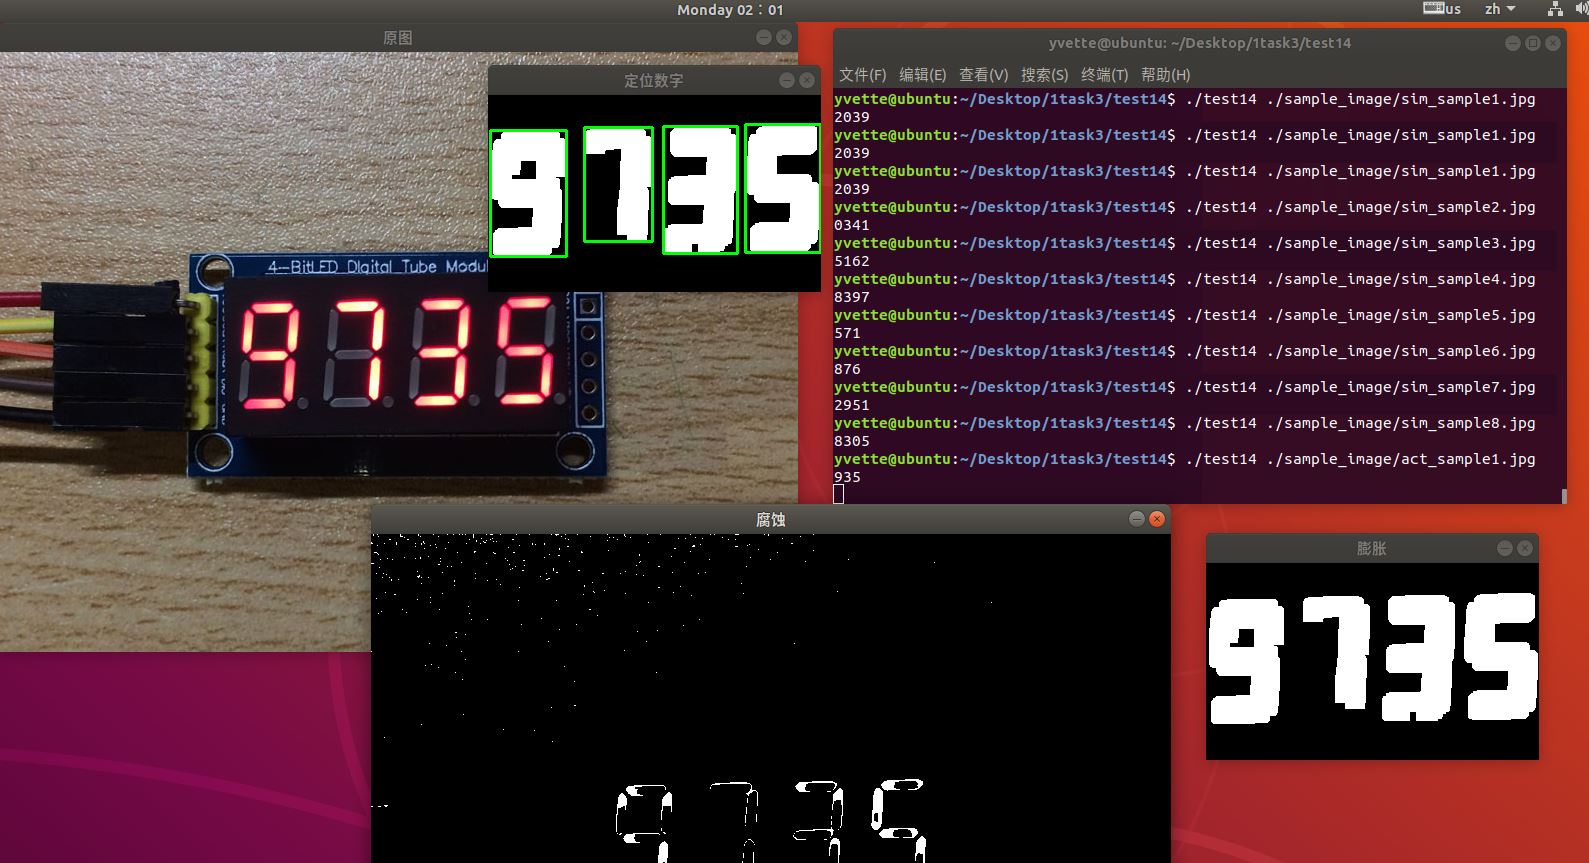 Monday 02：01
us
zh
原图
定位数字
9735
4-BitLED Digital Tube Modu
9735
yvette@ubuntu: ~/Desktop/1task3/test14
文件(F) 编辑(E) 查看(V) 搜索(S) 终端(T) 帮助(H)
yvette@ubuntu:~/Desktop/1task3/test14$ ./test14 ./sample_image/sim_sample1.jpg
2039
yvette@ubuntu:~/Desktop/1task3/test14$ ./test14 ./sample_image/sim_sample1.jpg
2039
yvette@ubuntu:~/Desktop/1task3/test14$ ./test14 ./sample_image/sim_sample1.jpg
2039
yvette@ubuntu:~/Desktop/1task3/test14$ ./test14 ./sample_image/sim_sample2.jpg
0341
yvette@ubuntu:~/Desktop/1task3/test14$ ./test14 ./sample_image/sim_sample3.jpg
5162
yvette@ubuntu:~/Desktop/1task3/test14$ ./test14 ./sample_image/sim_sample4.jpg
8397
yvette@ubuntu:~/Desktop/1task3/test14$ ./test14 ./sample_image/sim_sample5.jpg
571
yvette@ubuntu:~/Desktop/1task3/test14$ ./test14 ./sample_image/sim_sample6.jpg
876
yvette@ubuntu:~/Desktop/1task3/test14$ ./test14 ./sample_image/sim_sample7.jpg
2951
yvette@ubuntu:~/Desktop/1task3/test14$ ./test14 ./sample_image/sim_sample8.jpg
8305
yvette@ubuntu:~/Desktop/1task3/test14$ ./test14 ./sample_image/act_sample1.jpg
935
腐蚀
9735
膨胀
9735